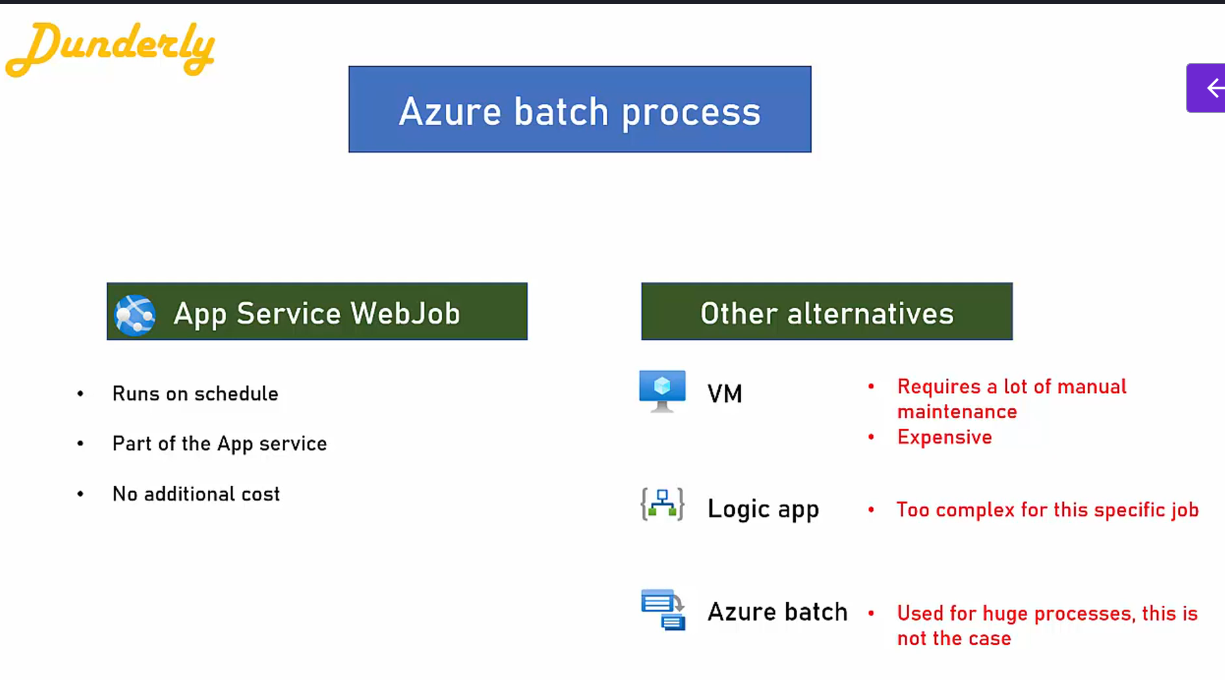 Dunderly
Azure batch process
App Service WebJob
• Runs on schedule
• Part of the App service
• No additional cost
Other alternatives
VM
• Requires a lot of manual
maintenance
• Expensive
Logic app
• Too complex for this specific job
Azure batch
• Used for huge processes, this is
not the case